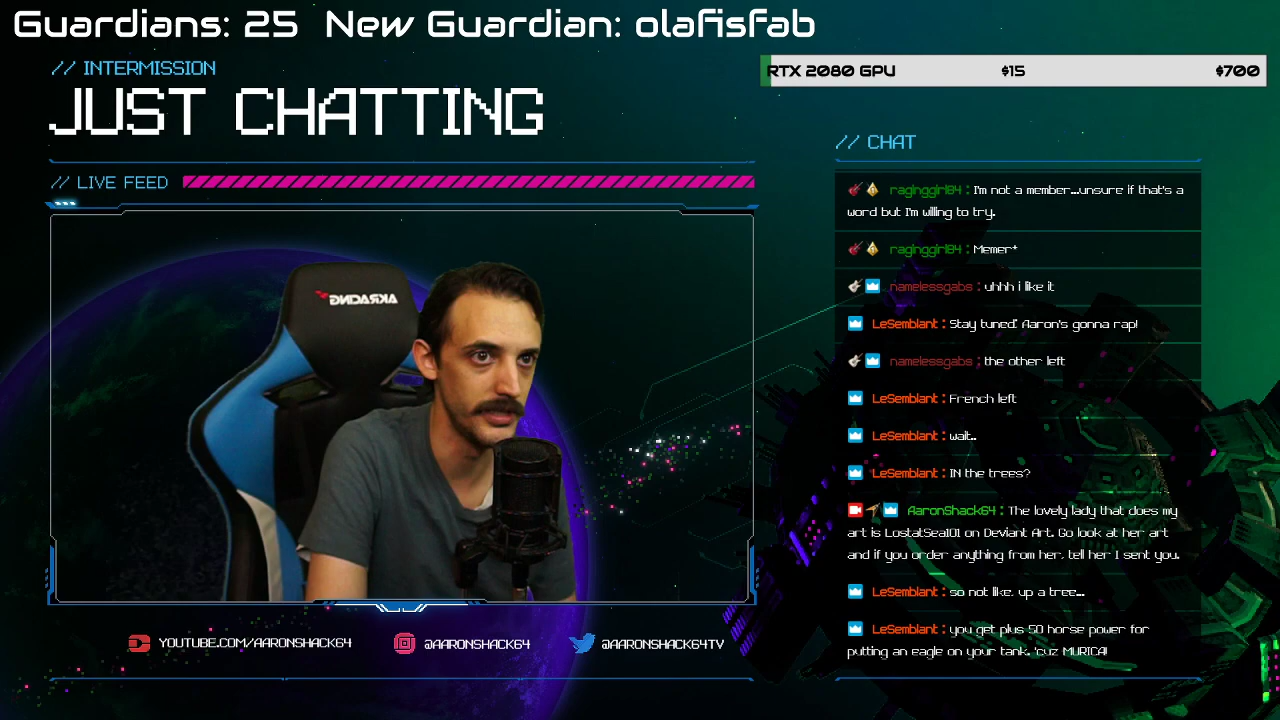 Guardians: 25 New Guardian: olafisfab
// INTERMISSION
JUST CHATTING
RTX 2080 GPU $15 $700
// LIVE FEED
AKRACING
// CHAT
raginggirl84 : I'm not a member...unsure if that's a
word but I'm willing to try.
raginggirl84 : Memer*
namelessgabs : uhhh i like it
LeSemblant : Stay tuned! Aaron's gonna rap!
namelessgabs : the other left
LeSemblant : French left
LeSemblant : wait..
LeSemblant : IN the trees?
AaronShack64 : The lovely lady that does my
art is LostatSea101 on Deviant Art. Go look at her art
and if you order anything from her, tell her I sent you.
LeSemblant : so not like, up a tree...
LeSemblant : you get plus 50 horse power for
putting an eagle on your tank, 'cuz MURICA!
YOUTUBE.COM/AARONSHACK64 @AARONSHACK64 @AARONSHACK64TV